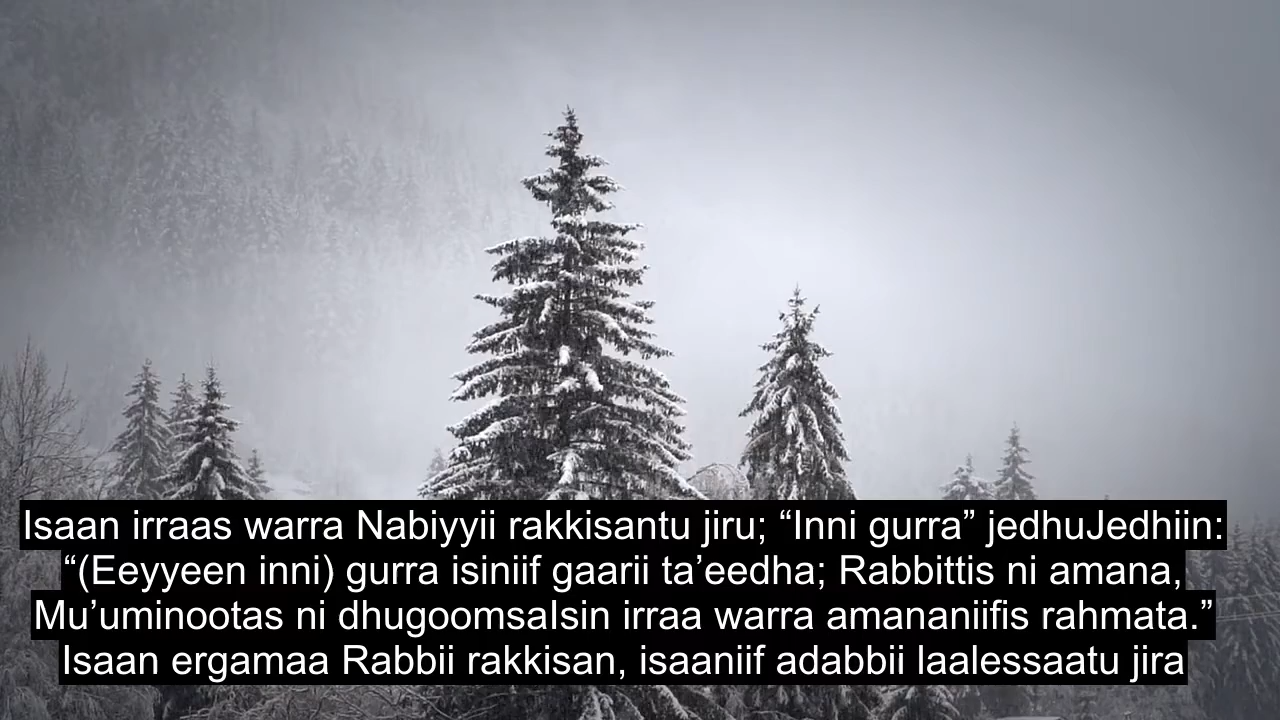 Isaan irraas warra Nabiyyii rakkisantu jiru; “Inni gurra” jedhuJedhiin:
“(Eeyyeen inni) gurra isiniif gaarii ta’eedha; Rabbittis ni amana,
Mu’uminootas ni dhugoomsaIsin irraa warra amananiifis rahmata.”
Isaan ergamaa Rabbii rakkisan, isaaniif adabbii laalessaatu jira